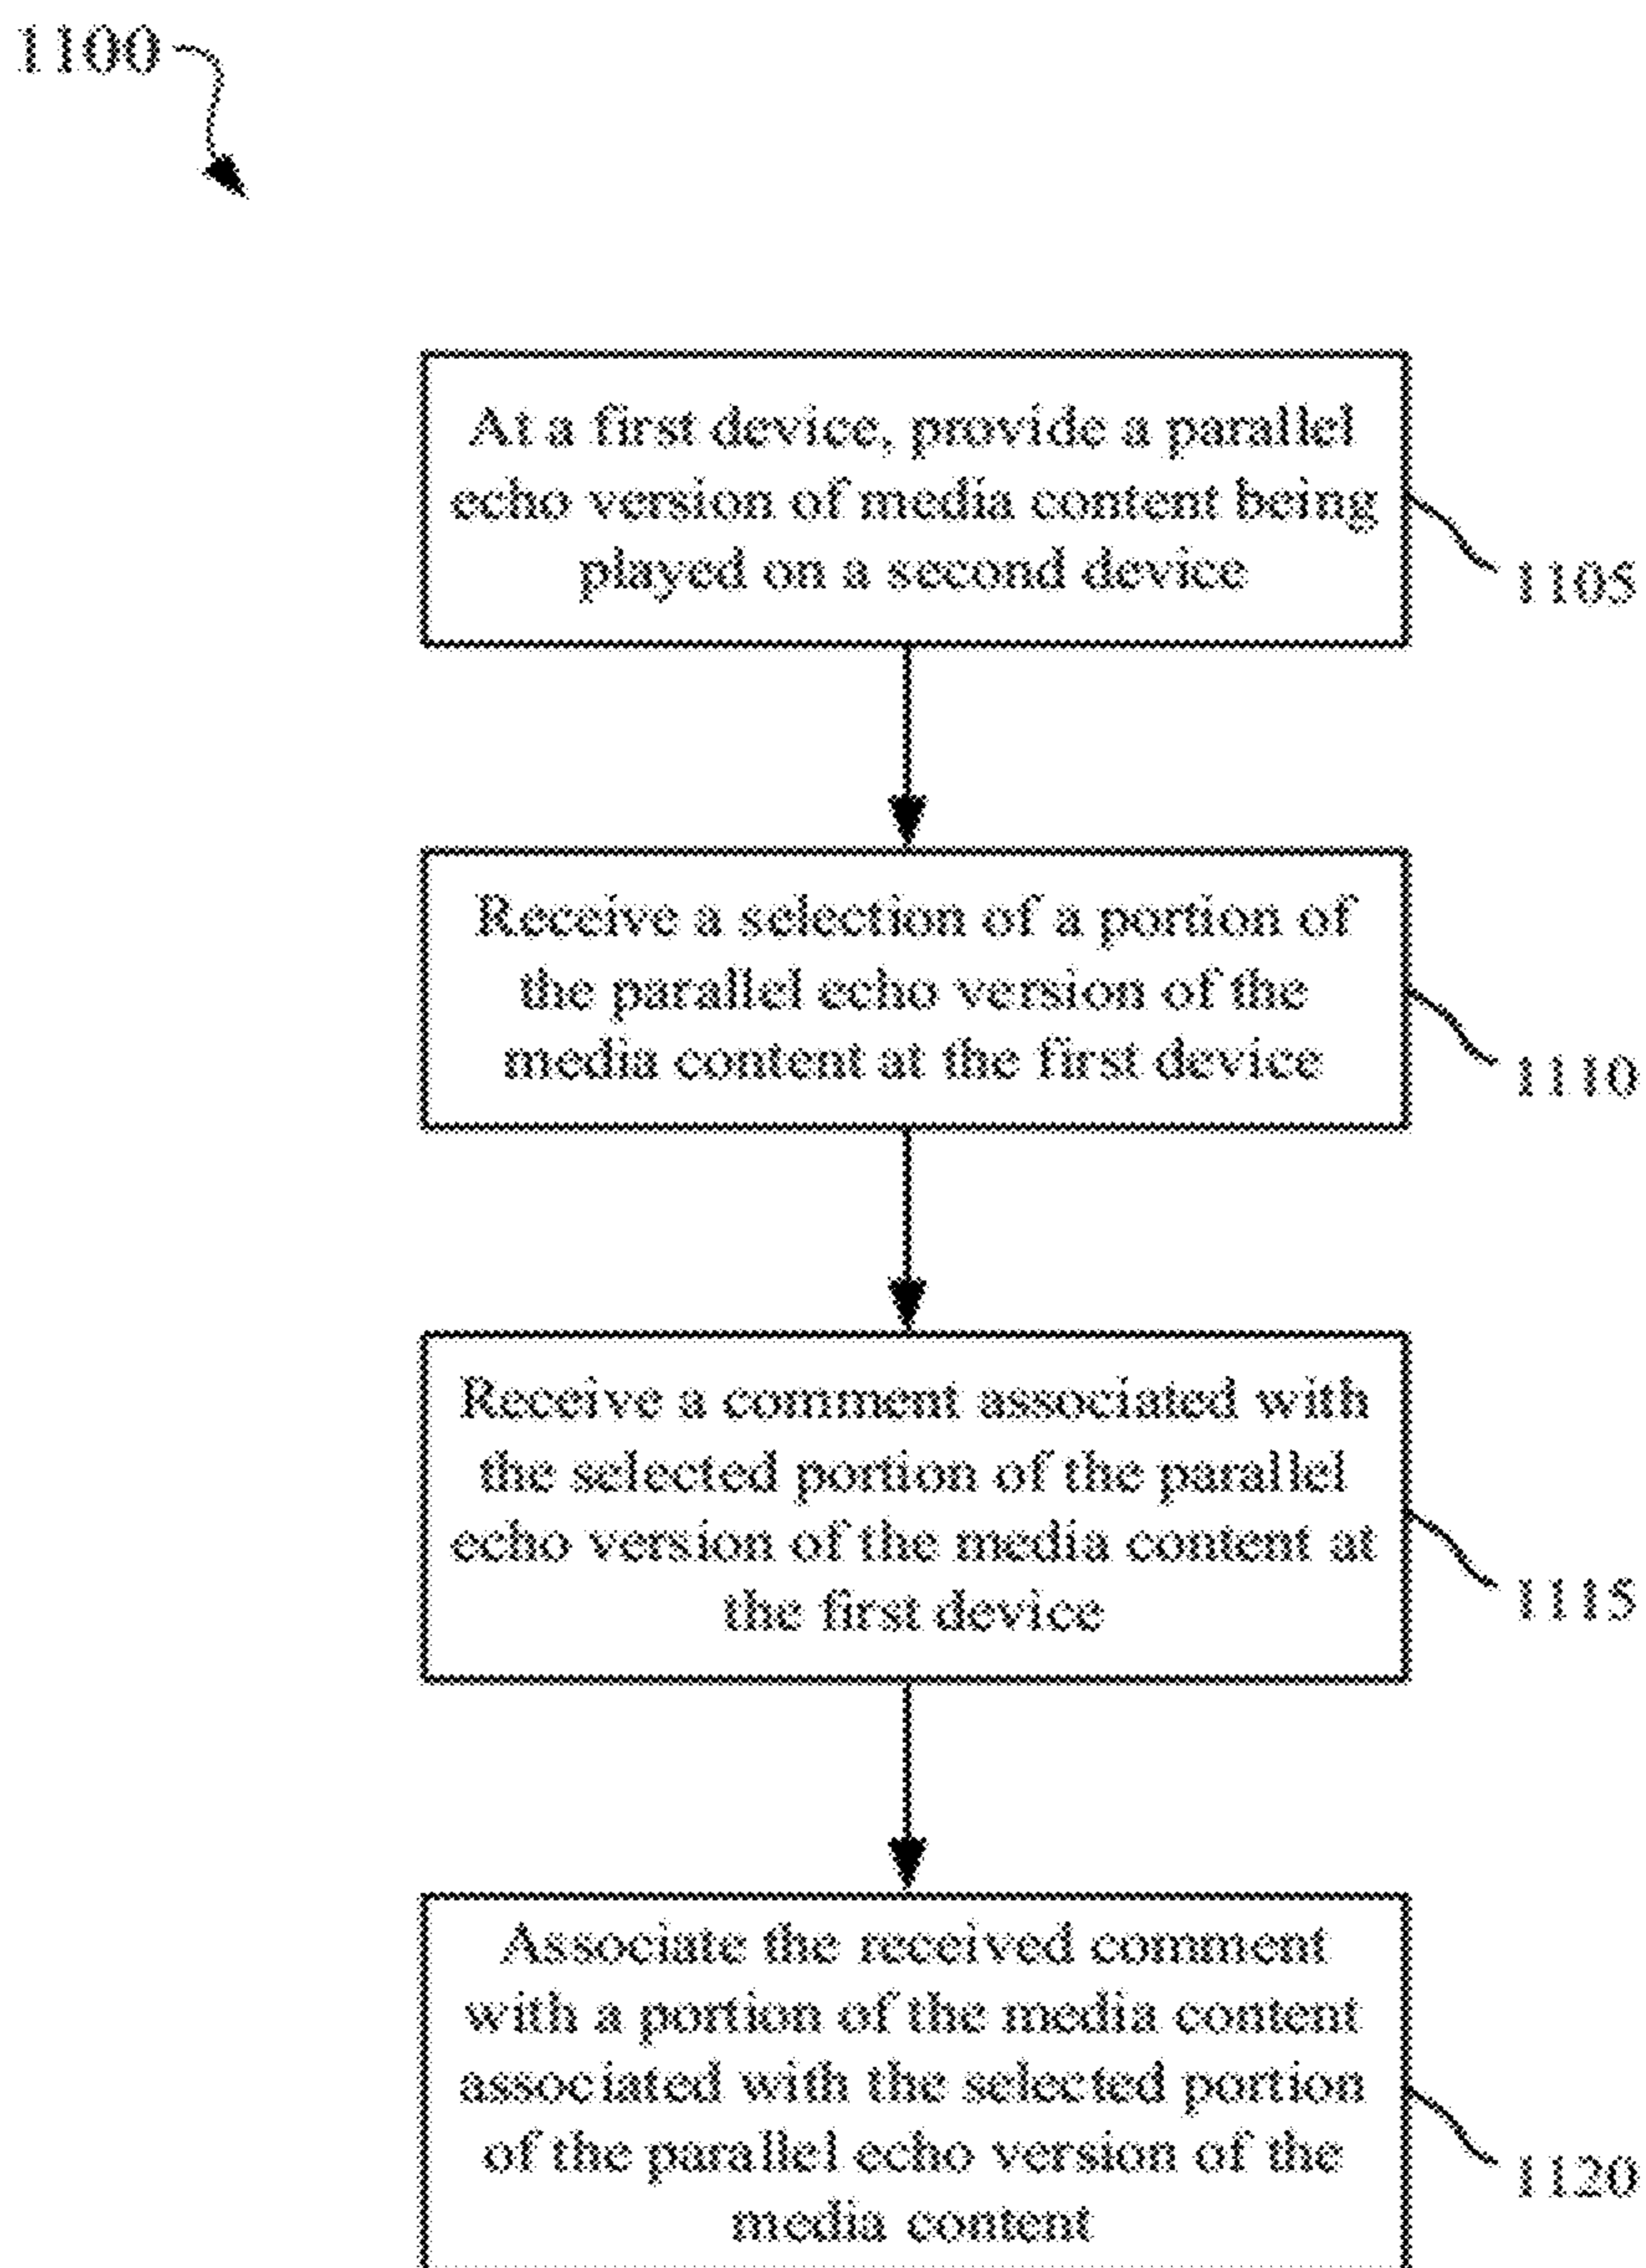 1100
At a first device, provide a parallel
echo version of media content being
played on a second device
1105
Receive a selection of a portion of
the parallel echo version of the
media content at the first device
1110
Receive a comment associated with
the selected portion of the parallel
echo version of the media content at
the first device
1115
Associate the received comment
with a portion of the media content
associated with the selected portion
of the parallel echo version of the
media content
1120